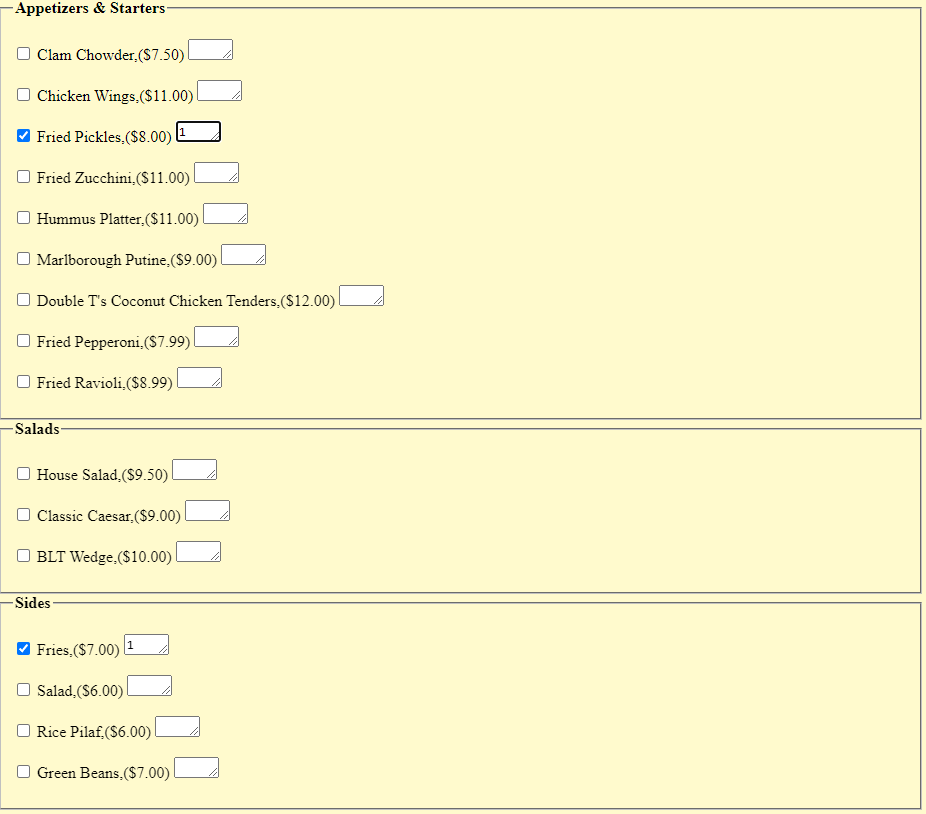 Appetizers & Starters
Clam Chowder,($7.50)
Chicken Wings,($11.00)
Fried Pickles,($8.00) 1
Fried Zucchini,($11.00)
Hummus Platter,($11.00)
Marlborough Putine,($9.00)
Double T's Coconut Chicken Tenders,($12.00)
Fried Pepperoni,($7.99)
Fried Ravioli,($8.99)
Salads
House Salad,($9.50)
Classic Caesar,($9.00)
BLT Wedge,($10.00)
Sides
Fries,($7.00) 1
Salad,($6.00)
Rice Pilaf,($6.00)
Green Beans,($7.00)